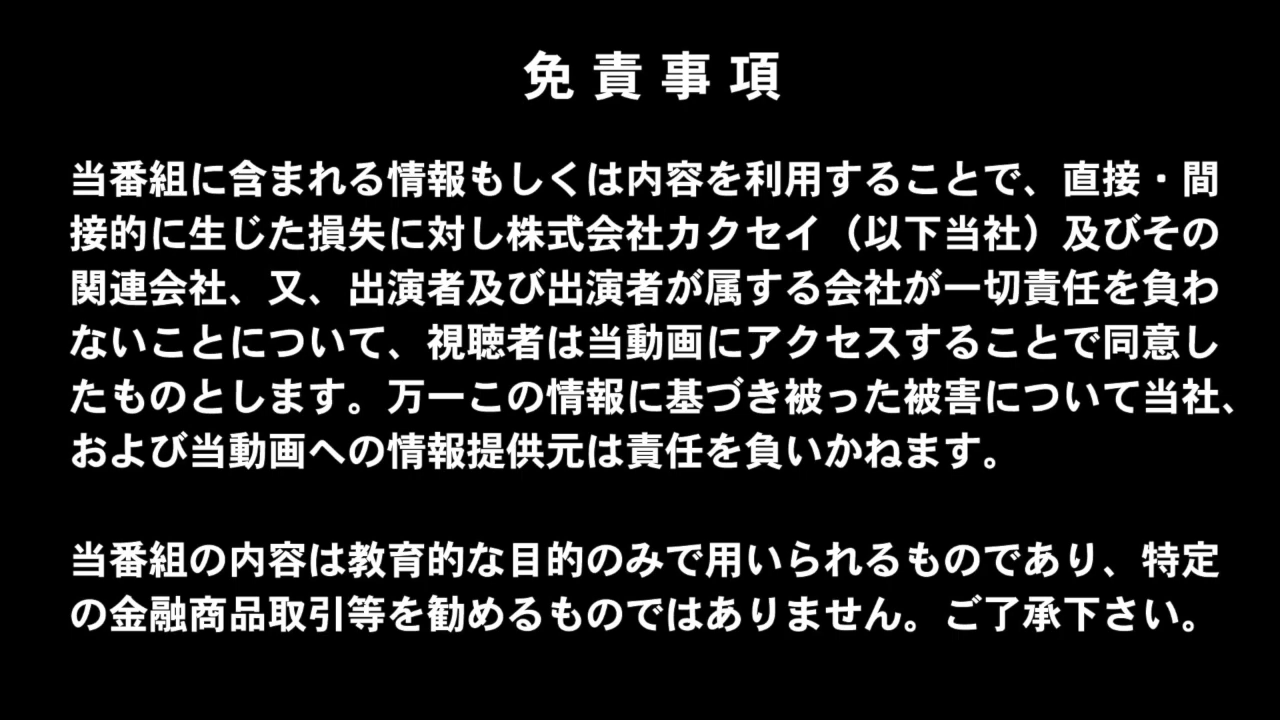 免責事項
当番組に含まれる情報もしくは内容を利用することで、直接・間
接的に生じた損失に対し株式会社カクセイ（以下当社）及びその
関連会社、又、出演者及び出演者が属する会社が一切責任を負わ
ないことについて、視聴者は当動画にアクセスすることで同意し
たものとします。万一この情報に基づき被った被害について当社、
および当動画への情報提供元は責任を負いかねます。
当番組の内容は教育的な目的のみで用いられるものであり、特定
の金融商品取引等を勧めるものではありません。ご了承下さい。